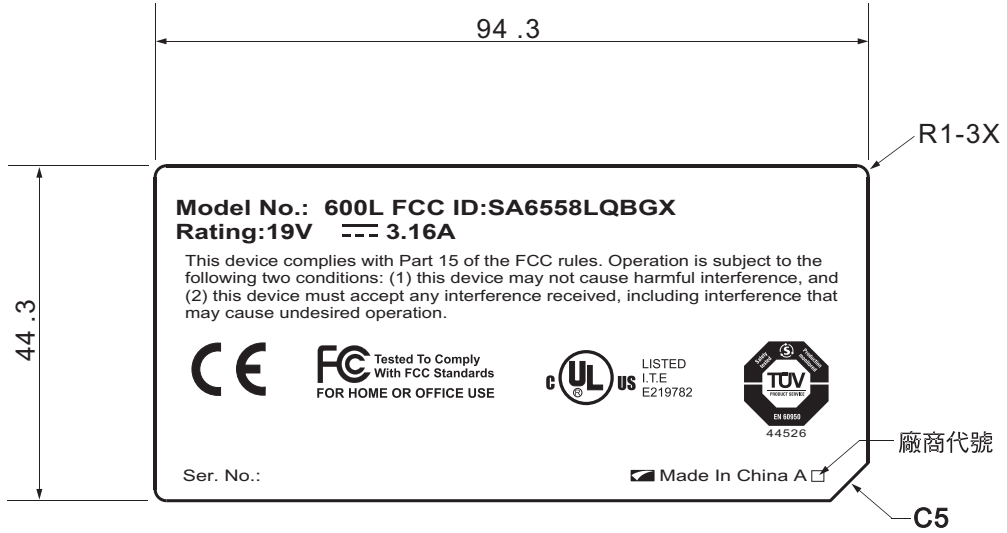 94 .3
R1-3X
44 .3
Model No.: 600L FCC ID:SA6558LQBGX
Rating:19V 3.16A
This device complies with Part 15 of the FCC rules. Operation is subject to the
following two conditions: (1) this device may not cause harmful interference, and
(2) this device must accept any interference received, including interference that
may cause undesired operation.
CE
FC Tested To Comply
With FCC Standards
FOR HOME OR OFFICE USE
C UL US
®
LISTED
I.T.E
E219782
Safety tested
S
Production monitored
TÜV
PRODUCT SERVICE
EN 60950
44526
廠商代號
Ser. No.:
Made In China A □
C5